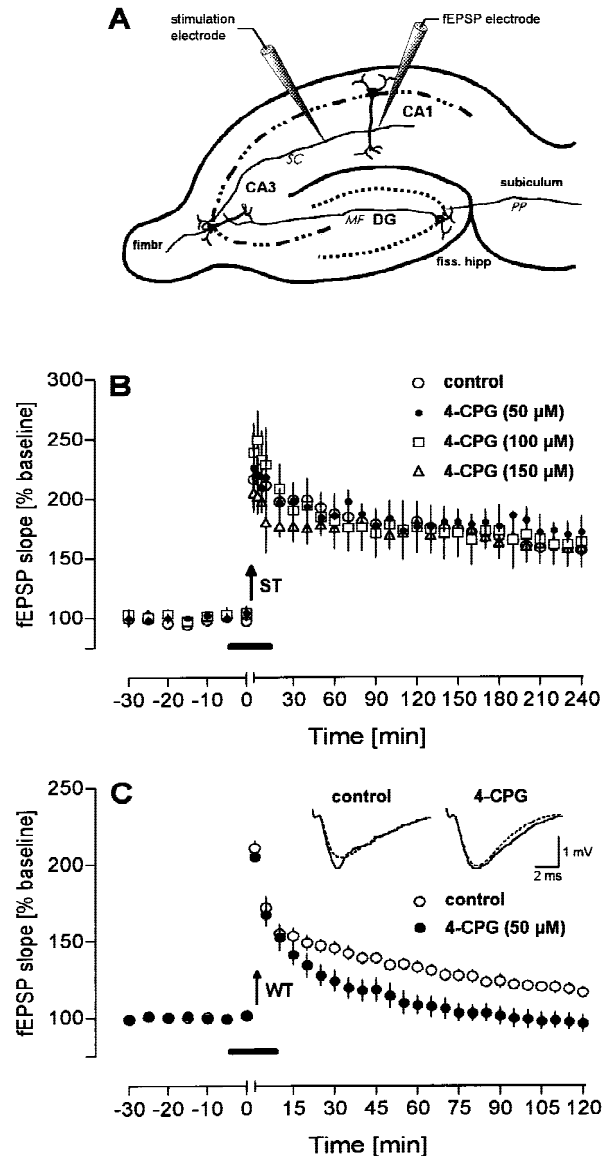 A
stimulation
electrode
fEPSP electrode
CA1
SC
CA3
subiculum
PP
MF
DG
fimbr
fiss. hipp
B
fEPSP slope [% baseline]
300
250
200
150
100
control
4-CPG (50 µM)
4-CPG (100 µM)
4-CPG (150 µM)
ST
-30 -20 -10 0 30 60 90 120 150 180 210 240
Time [min]
C
fEPSP slope [% baseline]
250
200
150
100
control
4-CPG
1 mV
2 ms
control
4-CPG (50 µM)
WT
-30 -20 -10 0 15 30 45 60 75 90 105 120
Time [min]